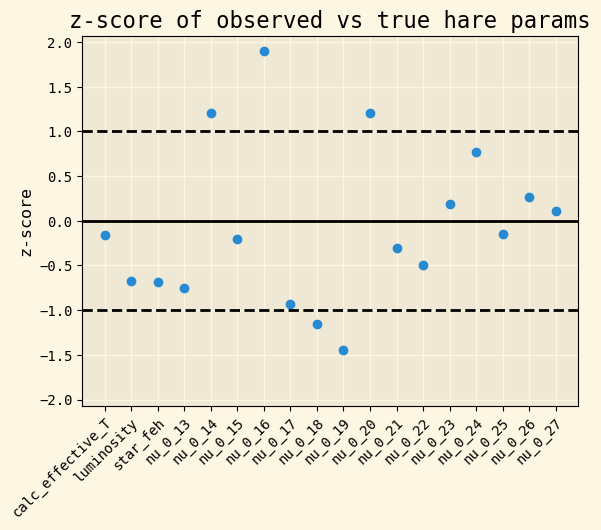 z-score of observed vs true hare params
z-score
2.0
1.5
1.0
0.5
0.0
−0.5
−1.0
−1.5
−2.0
calc_effective_T
luminosity
star_feh
nu_0_13
nu_0_14
nu_0_15
nu_0_16
nu_0_17
nu_0_18
nu_0_19
nu_0_20
nu_0_21
nu_0_22
nu_0_23
nu_0_24
nu_0_25
nu_0_26
nu_0_27